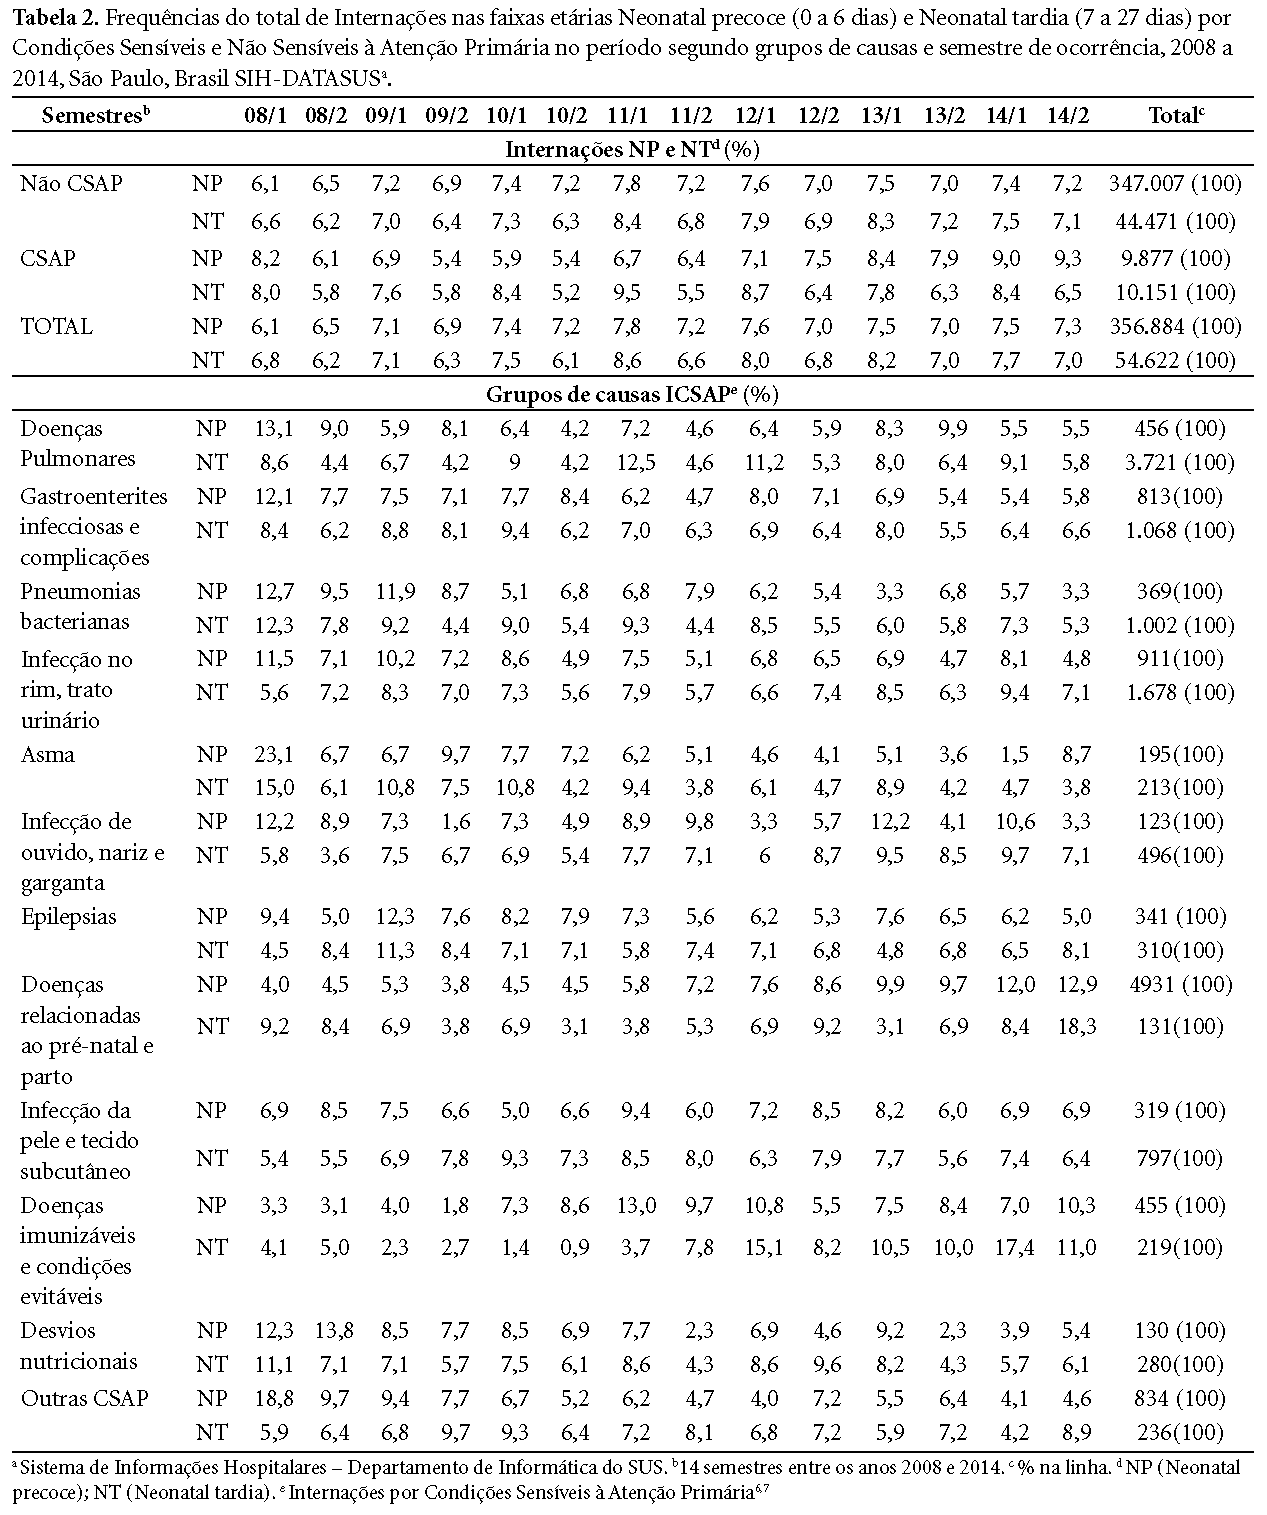 Tabela 2. Frequências do total de Internações nas faixas etárias Neonatal precoce (0 a 6 dias) e Neonatal tardia (7 a 27 dias) por
Condições Sensíveis e Não Sensíveis à Atenção Primária no período segundo grupos de causas e semestre de ocorrência, 2008 a
2014, São Paulo, Brasil SIH-DATASUSᵃ.
Semestresᵇ 08/1 08/2 09/1 09/2 10/1 10/2 11/1 11/2 12/1 12/2 13/1 13/2 14/1 14/2 Totalᶜ
Internações NP e NTᵈ (%)
Não CSAP NP 6,1 6,5 7,2 6,9 7,4 7,2 7,8 7,2 7,6 7,0 7,5 7,0 7,4 7,2 347.007 (100)
NT 6,6 6,2 7,0 6,4 7,3 6,3 8,4 6,8 7,9 6,9 8,3 7,2 7,5 7,1 44.471 (100)
CSAP NP 8,2 6,1 6,9 5,4 5,9 5,4 6,7 6,4 7,1 7,5 8,4 7,9 9,0 9,3 9.877 (100)
NT 8,0 5,8 7,6 5,8 8,4 5,2 9,5 5,5 8,7 6,4 7,8 6,3 8,4 6,5 10.151 (100)
TOTAL NP 6,1 6,5 7,1 6,9 7,4 7,2 7,8 7,2 7,6 7,0 7,5 7,0 7,5 7,3 356.884 (100)
NT 6,8 6,2 7,1 6,3 7,5 6,1 8,6 6,6 8,0 6,8 8,2 7,0 7,7 7,0 54.622 (100)
Grupos de causas ICSAPᵉ (%)
Doenças NP 13,1 9,0 5,9 8,1 6,4 4,2 7,2 4,6 6,4 5,9 8,3 9,9 5,5 5,5 456 (100)
Pulmonares NT 8,6 4,4 6,7 4,2 9 4,2 12,5 4,6 11,2 5,3 8,0 6,4 9,1 5,8 3.721 (100)
Gastroenterites NP 12,1 7,7 7,5 7,1 7,7 8,4 6,2 4,7 8,0 7,1 6,9 5,4 5,4 5,8 813(100)
infecciosas e NT 8,4 6,2 8,8 8,1 9,4 6,2 7,0 6,3 6,9 6,4 8,0 5,5 6,4 6,6 1.068 (100)
complicações
Pneumonias NP 12,7 9,5 11,9 8,7 5,1 6,8 6,8 7,9 6,2 5,4 3,3 6,8 5,7 3,3 369(100)
bacterianas NT 12,3 7,8 9,2 4,4 9,0 5,4 9,3 4,4 8,5 5,5 6,0 5,8 7,3 5,3 1.002 (100)
Infecção no NP 11,5 7,1 10,2 7,2 8,6 4,9 7,5 5,1 6,8 6,5 6,9 4,7 8,1 4,8 911(100)
rim, trato NT 5,6 7,2 8,3 7,0 7,3 5,6 7,9 5,7 6,6 7,4 8,5 6,3 9,4 7,1 1.678 (100)
urinário
Asma NP 23,1 6,7 6,7 9,7 7,7 7,2 6,2 5,1 4,6 4,1 5,1 3,6 1,5 8,7 195(100)
NT 15,0 6,1 10,8 7,5 10,8 4,2 9,4 3,8 6,1 4,7 8,9 4,2 4,7 3,8 213(100)
Infecção de NP 12,2 8,9 7,3 1,6 7,3 4,9 8,9 9,8 3,3 5,7 12,2 4,1 10,6 3,3 123(100)
ouvido, nariz e NT 5,8 3,6 7,5 6,7 6,9 5,4 7,7 7,1 6 8,7 9,5 8,5 9,7 7,1 496(100)
garganta
Epilepsias NP 9,4 5,0 12,3 7,6 8,2 7,9 7,3 5,6 6,2 5,3 7,6 6,5 6,2 5,0 341 (100)
NT 4,5 8,4 11,3 8,4 7,1 7,1 5,8 7,4 7,1 6,8 4,8 6,8 6,5 8,1 310(100)
Doenças NP 4,0 4,5 5,3 3,8 4,5 4,5 5,8 7,2 7,6 8,6 9,9 9,7 12,0 12,9 4931 (100)
relacionadas NT 9,2 8,4 6,9 3,8 6,9 3,1 3,8 5,3 6,9 9,2 3,1 6,9 8,4 18,3 131(100)
ao pré-natal e
parto
Infecção da NP 6,9 8,5 7,5 6,6 5,0 6,6 9,4 6,0 7,2 8,5 8,2 6,0 6,9 6,9 319 (100)
pele e tecido NT 5,4 5,5 6,9 7,8 9,3 7,3 8,5 8,0 6,3 7,9 7,7 5,6 7,4 6,4 797(100)
subcutâneo
Doenças NP 3,3 3,1 4,0 1,8 7,3 8,6 13,0 9,7 10,8 5,5 7,5 8,4 7,0 10,3 455 (100)
imunizáveis NT 4,1 5,0 2,3 2,7 1,4 0,9 3,7 7,8 15,1 8,2 10,5 10,0 17,4 11,0 219(100)
e condições
evitáveis
Desvios NP 12,3 13,8 8,5 7,7 8,5 6,9 7,7 2,3 6,9 4,6 9,2 2,3 3,9 5,4 130 (100)
nutricionais NT 11,1 7,1 7,1 5,7 7,5 6,1 8,6 4,3 8,6 9,6 8,2 4,3 5,7 6,1 280(100)
Outras CSAP NP 18,8 9,7 9,4 7,7 6,7 5,2 6,2 4,7 4,0 7,2 5,5 6,4 4,1 4,6 834 (100)
NT 5,9 6,4 6,8 9,7 9,3 6,4 7,2 8,1 6,8 7,2 5,9 7,2 4,2 8,9 236(100)
ᵃ Sistema de Informações Hospitalares – Departamento de Informática do SUS. ᵇ14 semestres entre os anos 2008 e 2014. ᶜ % na linha. ᵈ NP (Neonatal
precoce); NT (Neonatal tardia). ᵉ Internações por Condições Sensíveis à Atenção Primária⁶,⁷